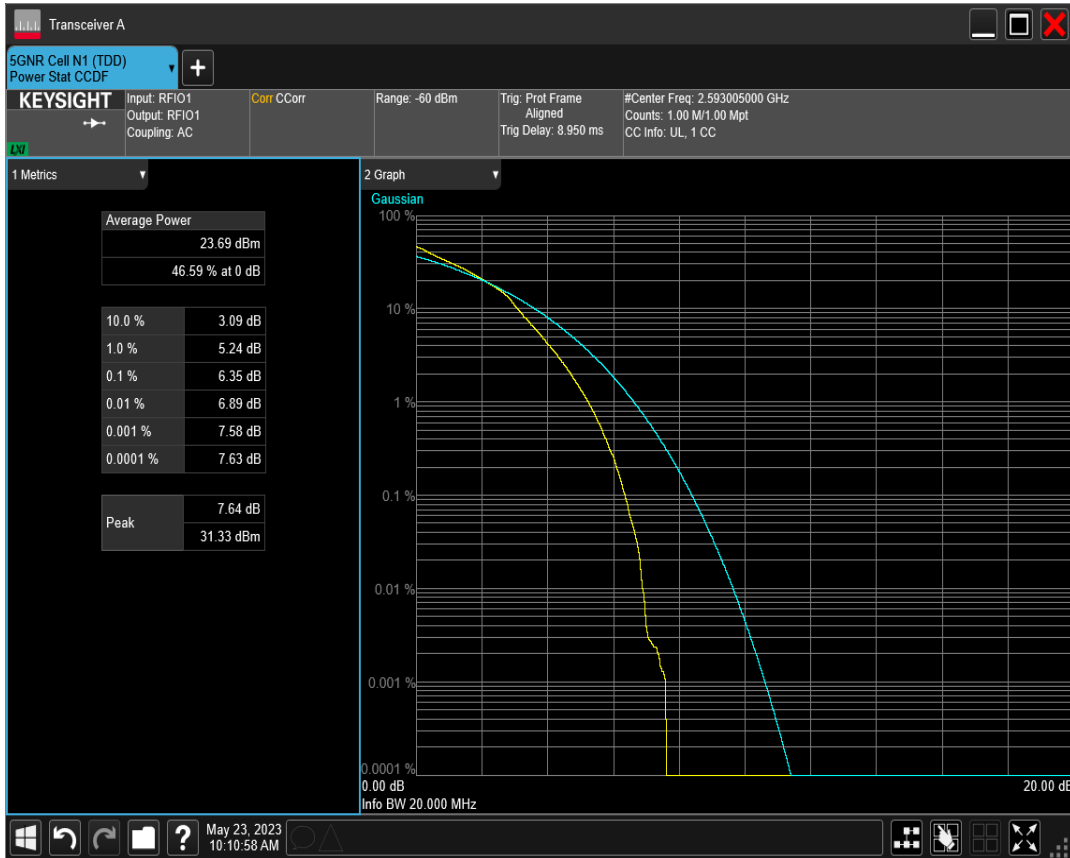 Transceiver A
5GNR Cell N1 (TDD)
Power Stat CCDF
+
KEYSIGHT
LXI
Input: RFIO1
Output: RFIO1
Coupling: AC
Corr CCorr
Range: -60 dBm
Trig: Prot Frame
Aligned
Trig Delay: 8.950 ms
#Center Freq: 2.593005000 GHz
Counts: 1.00 M/1.00 Mpt
CC Info: UL, 1 CC
1 Metrics
Average Power
23.69 dBm
46.59 % at 0 dB
10.0 % 3.09 dB
1.0 % 5.24 dB
0.1 % 6.35 dB
0.01 % 6.89 dB
0.001 % 7.58 dB
0.0001 % 7.63 dB
Peak
7.64 dB
31.33 dBm
2 Graph
Gaussian
100 %
10 %
1 %
0.1 %
0.01 %
0.001 %
0.0001 %
0.00 dB
20.00 dB
Info BW 20.000 MHz
?
May 23, 2023
10:10:58 AM